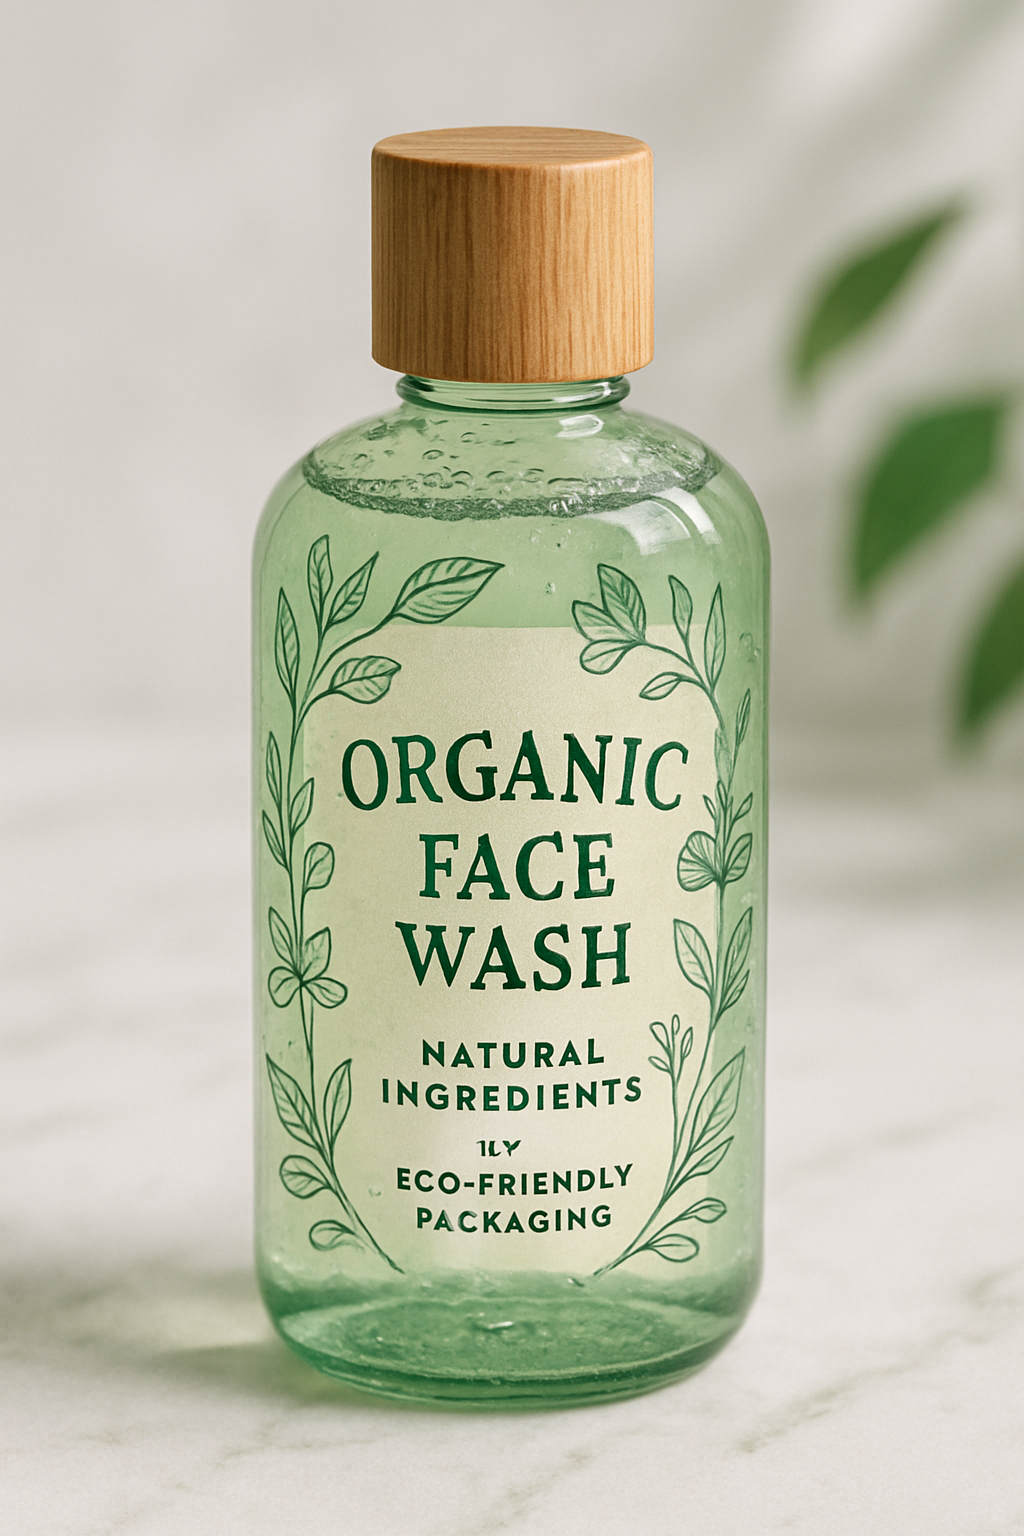 ORGANIC
FACE
WASH
NATURAL
INGREDIENTS
ECO-FRIENDLY
PACKAGING